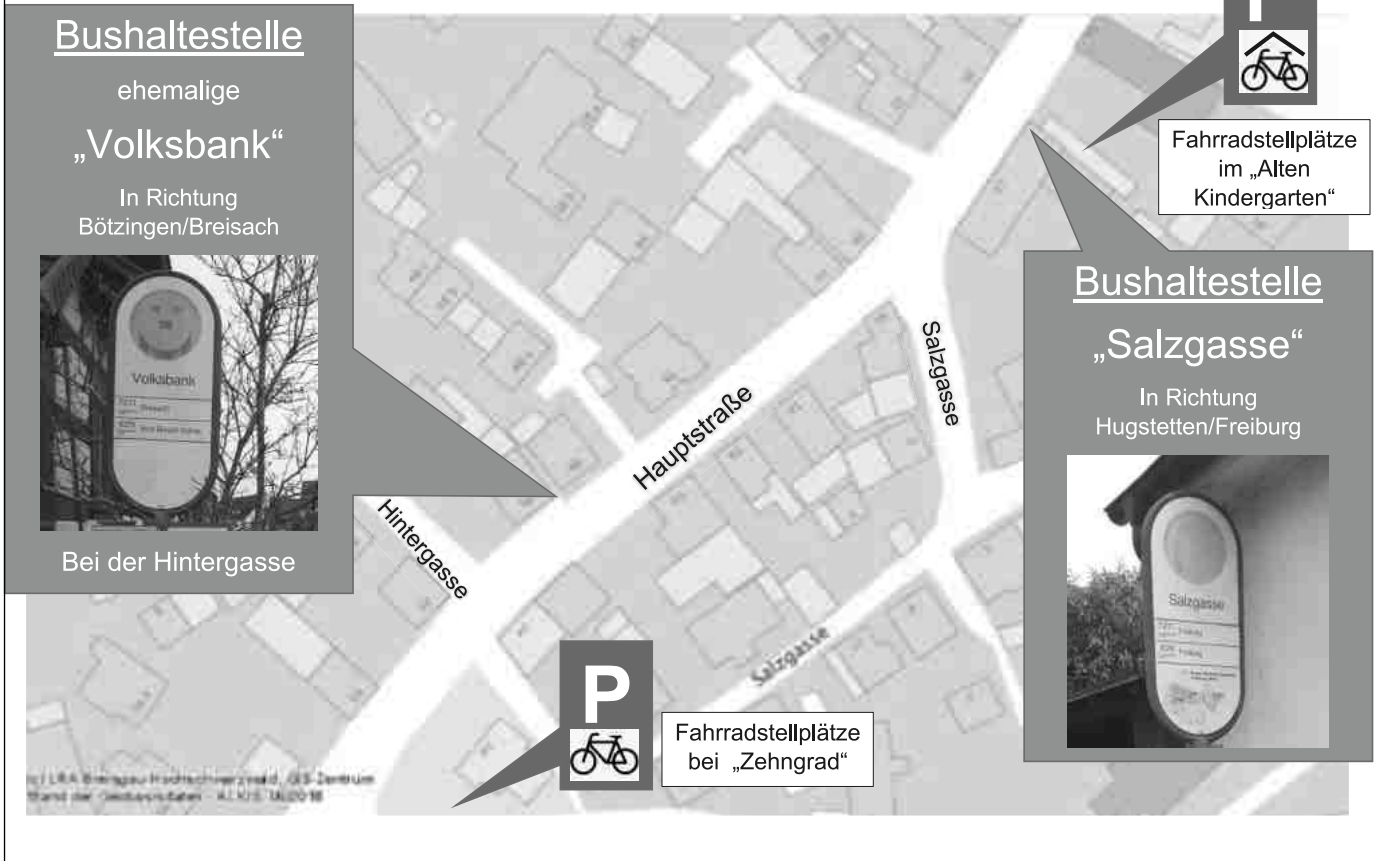 Bushaltestelle
ehemalige
„Volksbank“
In Richtung
Bötzingen/Breisach
Volksbank
Bei der Hintergasse
Fahrradstellplätze
im „Alten
Kindergarten“
Bushaltestelle
„Salzgasse“
In Richtung
Hugstetten/Freiburg
Salzgasse
Salzgasse
Hauptstraße
Hintergasse
Salzgasse
P
Fahrradstellplätze
bei „Zehngrad“